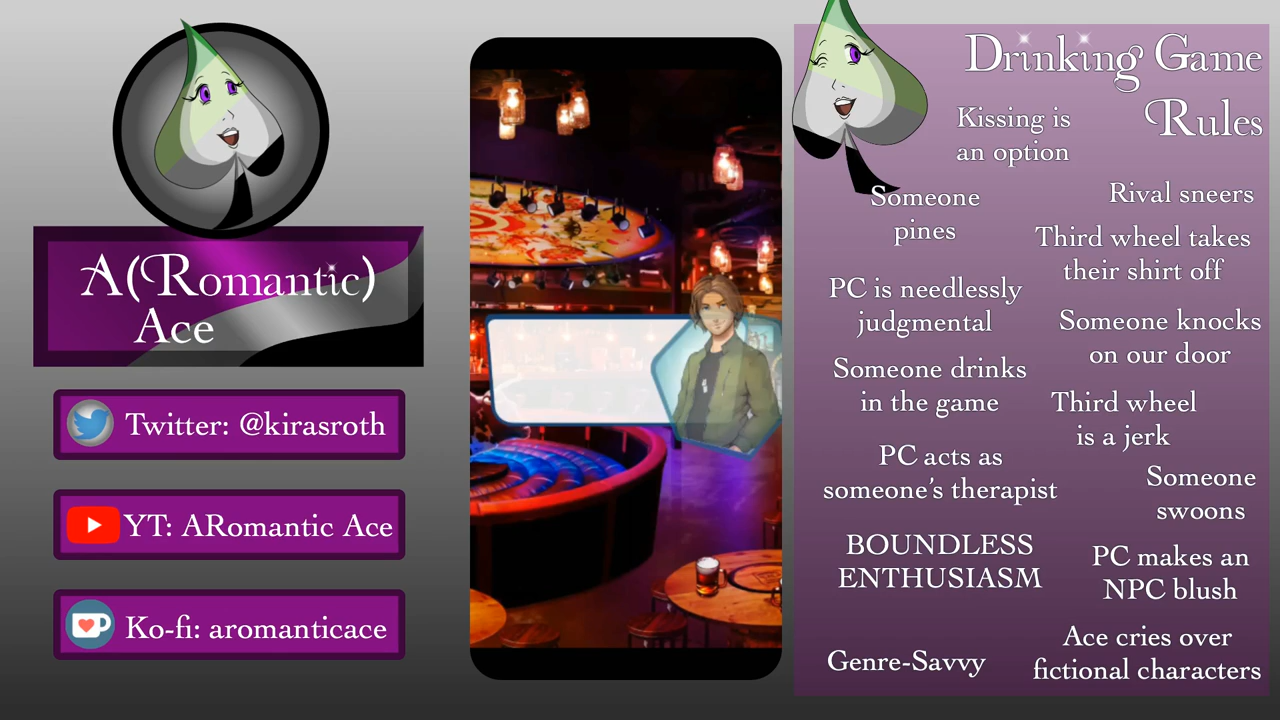 A(Romantic)
Ace
Twitter: @kirasroth
YT: ARomantic Ace
Ko-fi: aromanticace
Drinking Game
Rules
Kissing is
an option
Someone
pines
Rival sneers
Third wheel takes
their shirt off
PC is needlessly
judgmental
Someone knocks
on our door
Someone drinks
in the game
Third wheel
is a jerk
PC acts as
someone's therapist
Someone
swoons
BOUNDLESS
ENTHUSIASM
PC makes an
NPC blush
Genre-Savvy
Ace cries over
fictional characters